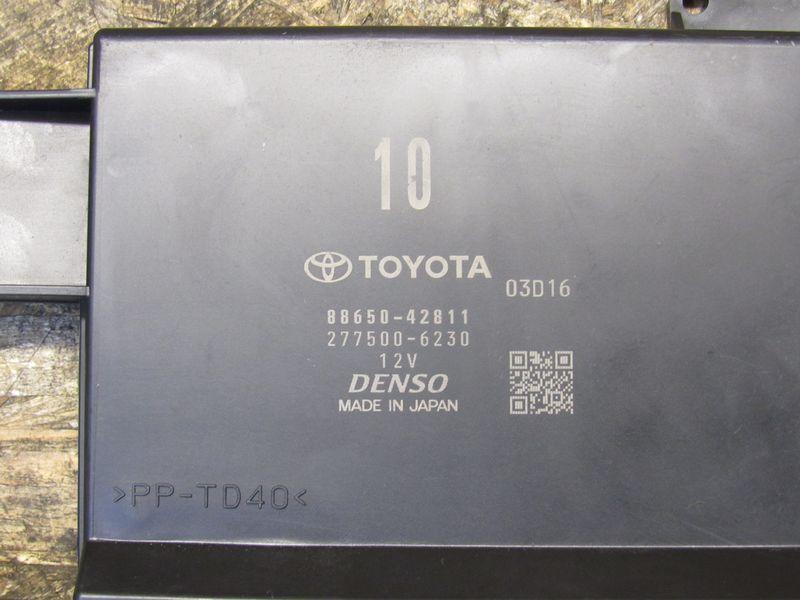 10
TOYOTA
03D16
88650-42811
277500-6230
12V
DENSO
MADE IN JAPAN
>PP-TD40<